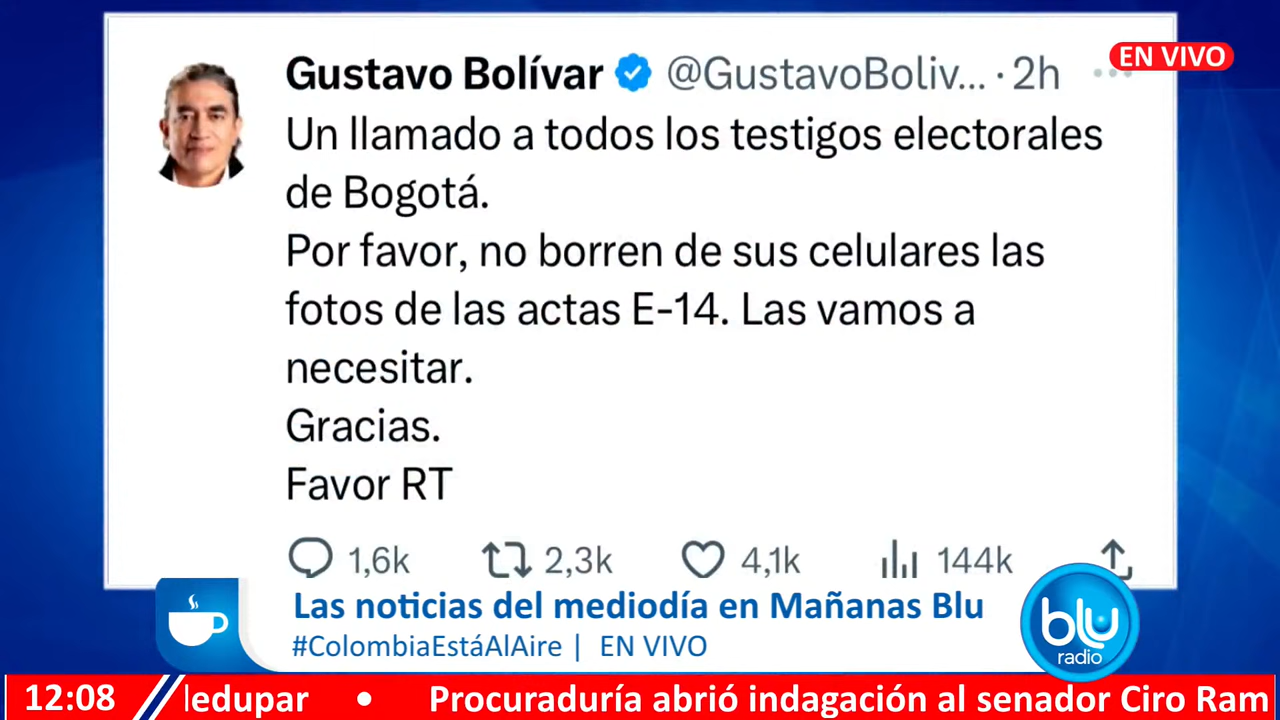 EN VIVO
Gustavo Bolívar @GustavoBoliv... · 2h
Un llamado a todos los testigos electorales
de Bogotá.
Por favor, no borren de sus celulares las
fotos de las actas E-14. Las vamos a
necesitar.
Gracias.
Favor RT
1,6k 2,3k 4,1k 144k
Las noticias del mediodía en Mañanas Blu
#ColombiaEstáAlAire | EN VIVO
blu
radio
12:08 ledupar • Procuraduría abrió indagación al senador Ciro Ram